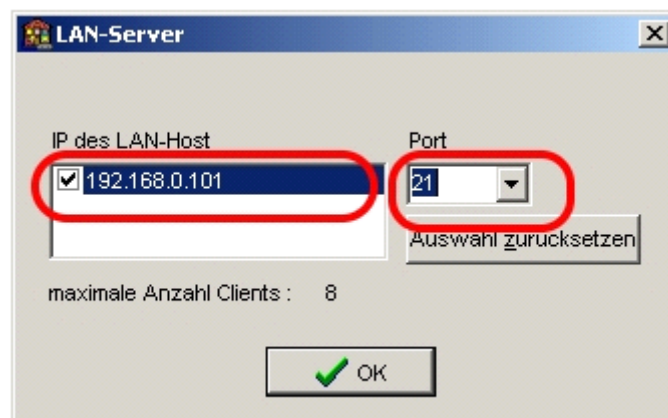 LAN-Server
IP des LAN-Host
Port
192.168.0.101
21
Auswahl zurücksetzen
maximale Anzahl Clients : 8
OK